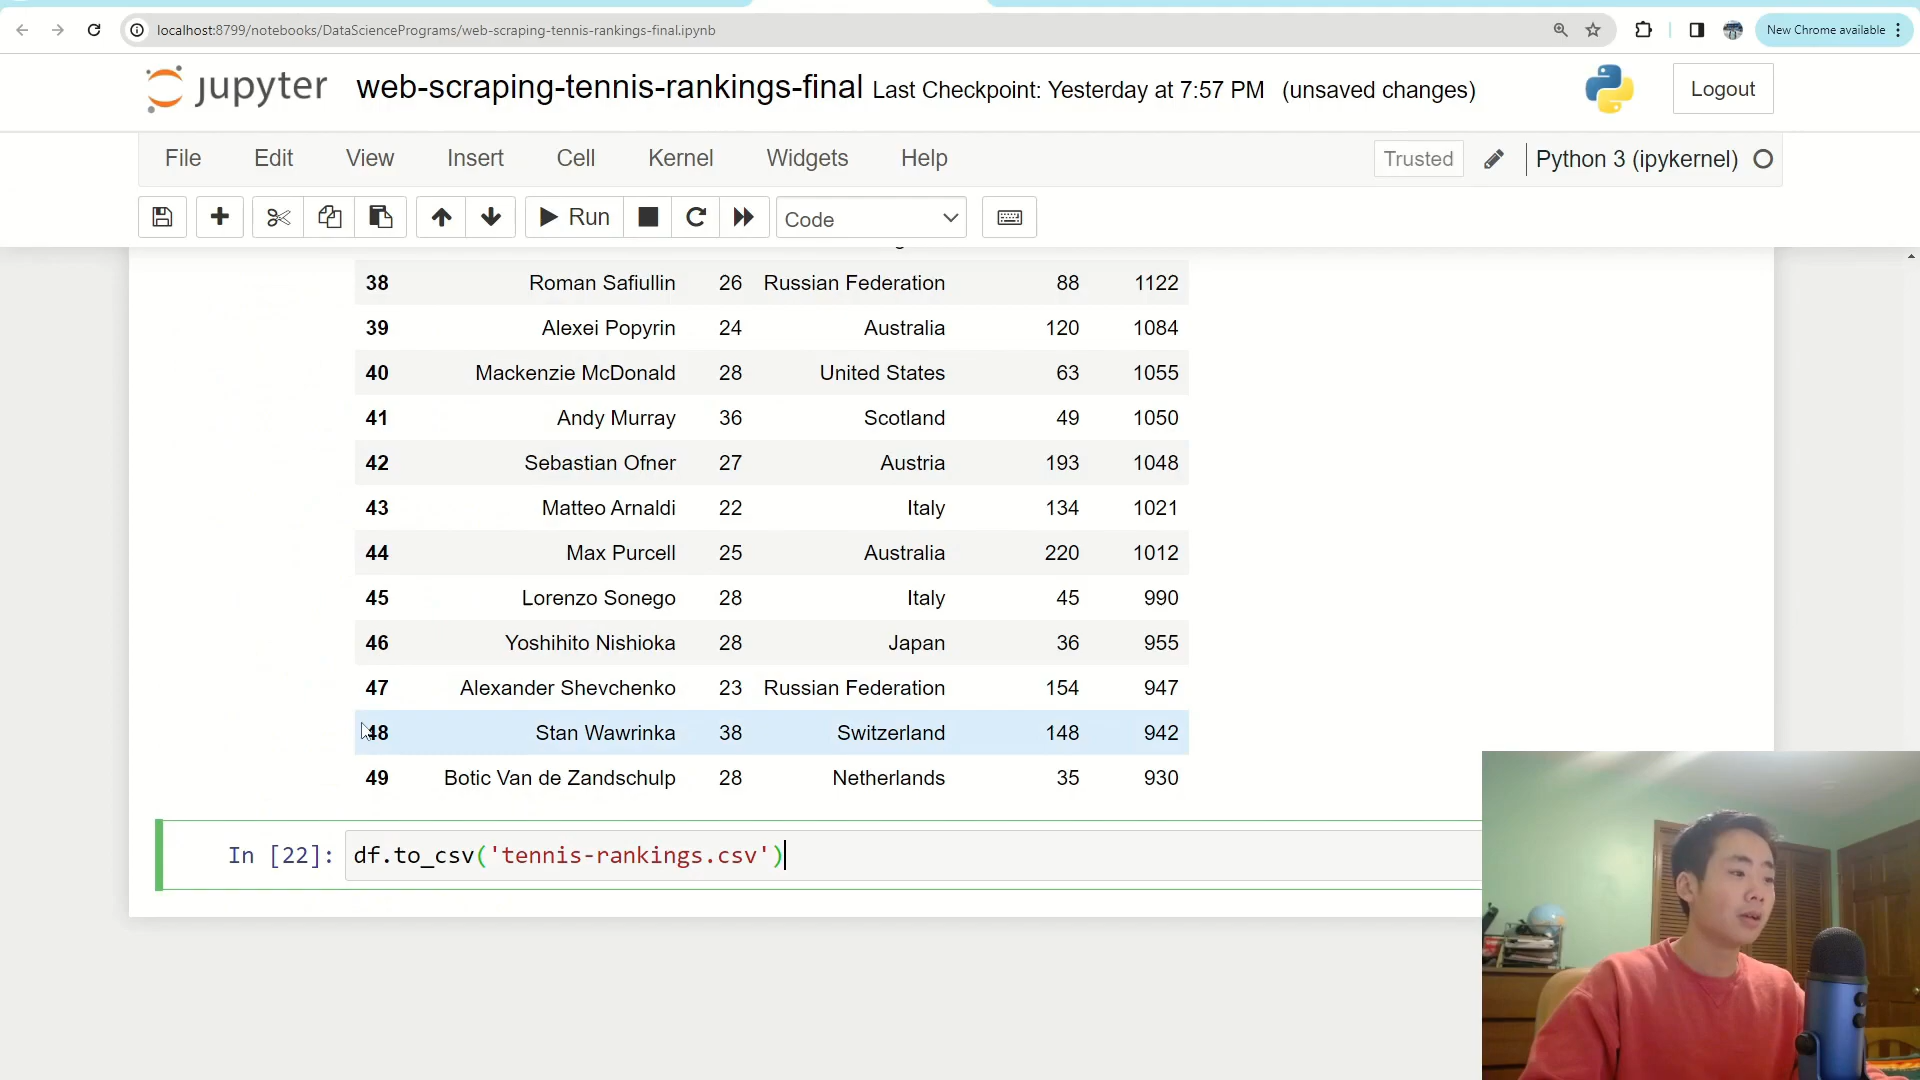 localhost:8799/notebooks/DataSciencePrograms/web-scraping-tennis-rankings-final.ipynb
New Chrome available
jupyter web-scraping-tennis-rankings-final Last Checkpoint: Yesterday at 7:57 PM (unsaved changes) Logout
File Edit View Insert Cell Kernel Widgets Help Trusted Python 3 (ipykernel)
Run Code
38 Roman Safiullin 26 Russian Federation 88 1122
39 Alexei Popyrin 24 Australia 120 1084
40 Mackenzie McDonald 28 United States 63 1055
41 Andy Murray 36 Scotland 49 1050
42 Sebastian Ofner 27 Austria 193 1048
43 Matteo Arnaldi 22 Italy 134 1021
44 Max Purcell 25 Australia 220 1012
45 Lorenzo Sonego 28 Italy 45 990
46 Yoshihito Nishioka 28 Japan 36 955
47 Alexander Shevchenko 23 Russian Federation 154 947
48 Stan Wawrinka 38 Switzerland 148 942
49 Botic Van de Zandschulp 28 Netherlands 35 930
In [22]: df.to_csv('tennis-rankings.csv')